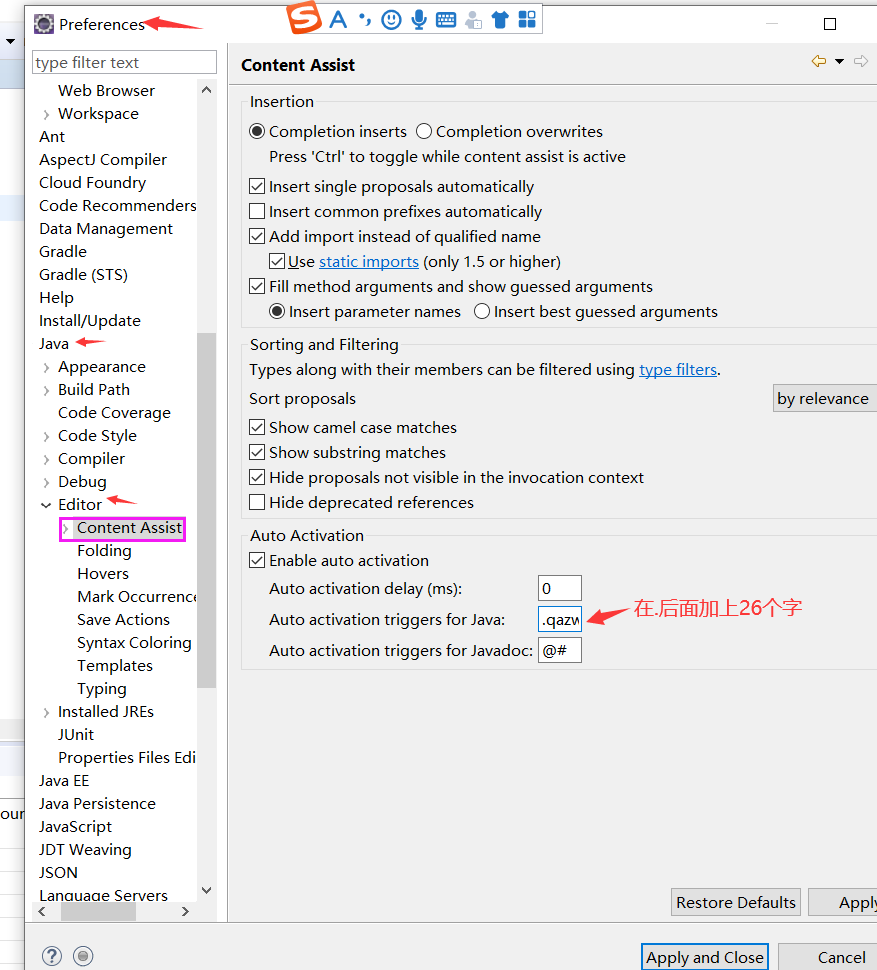 Preferences
type filter text
Web Browser
Workspace
Ant
AspectJ Compiler
Cloud Foundry
Code Recommenders
Data Management
Gradle
Gradle (STS)
Help
Install/Update
Java
Appearance
Build Path
Code Coverage
Code Style
Compiler
Debug
Editor
Content Assist
Folding
Hovers
Mark Occurrence
Save Actions
Syntax Coloring
Templates
Typing
Installed JREs
JUnit
Properties Files Edi
Java EE
Java Persistence
JavaScript
JDT Weaving
JSON
Language Servers
our
Content Assist
Insertion
Completion inserts Completion overwrites
Press 'Ctrl' to toggle while content assist is active
Insert single proposals automatically
Insert common prefixes automatically
Add import instead of qualified name
Use static imports (only 1.5 or higher)
Fill method arguments and show guessed arguments
Insert parameter names Insert best guessed arguments
Sorting and Filtering
Types along with their members can be filtered using type filters.
Sort proposals by relevance
Show camel case matches
Show substring matches
Hide proposals not visible in the invocation context
Hide deprecated references
Auto Activation
Enable auto activation
Auto activation delay (ms): 0
Auto activation triggers for Java: .qazw 在.后面加上26个字
Auto activation triggers for Javadoc: @#
Restore Defaults Apply
Apply and Close Cancel